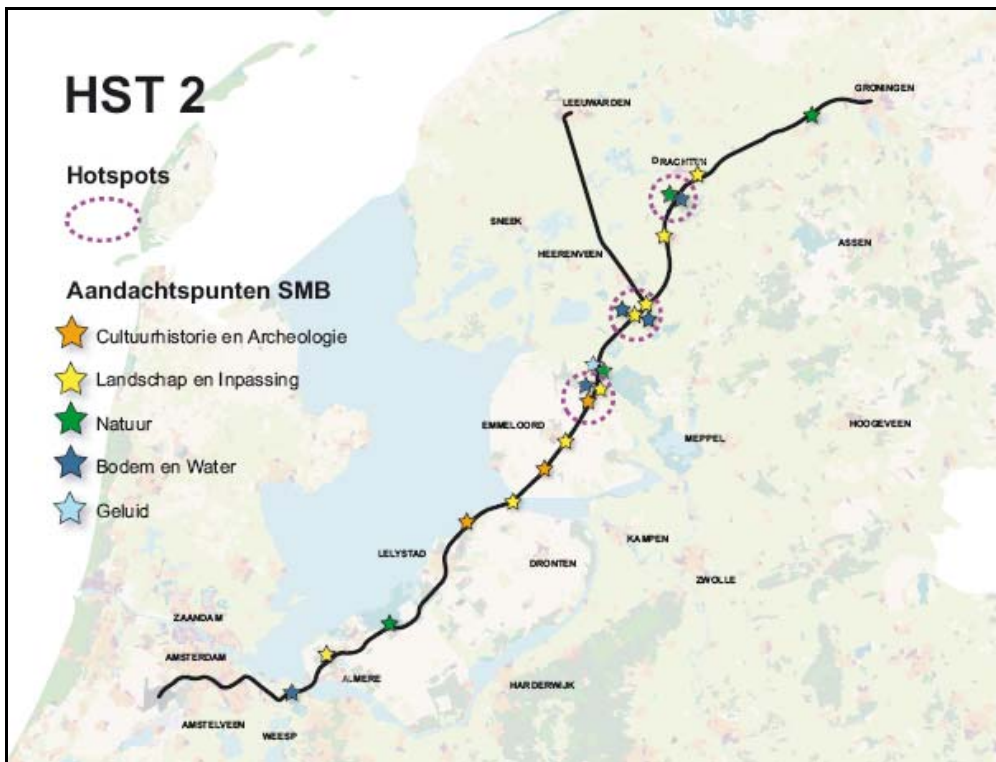 HST 2
Hotspots
Aandachtspunten SMB
Cultuurhistorie en Archeologie
Landschap en Inpassing
Natuur
Bodem en Water
Geluid
GRONINGEN
LEEUWARDEN
DRACHTEN
SNEEK
ASSEN
HEERENVEEN
EMMELOORD
HOOGEVEEN
MEPPEL
KAMPEN
LELYSTAD
DRONTEN
ZWOLLE
ZAANDAM
AMSTERDAM
ALMERE
HARDERWIJK
AMSTELVEEN
WEESP